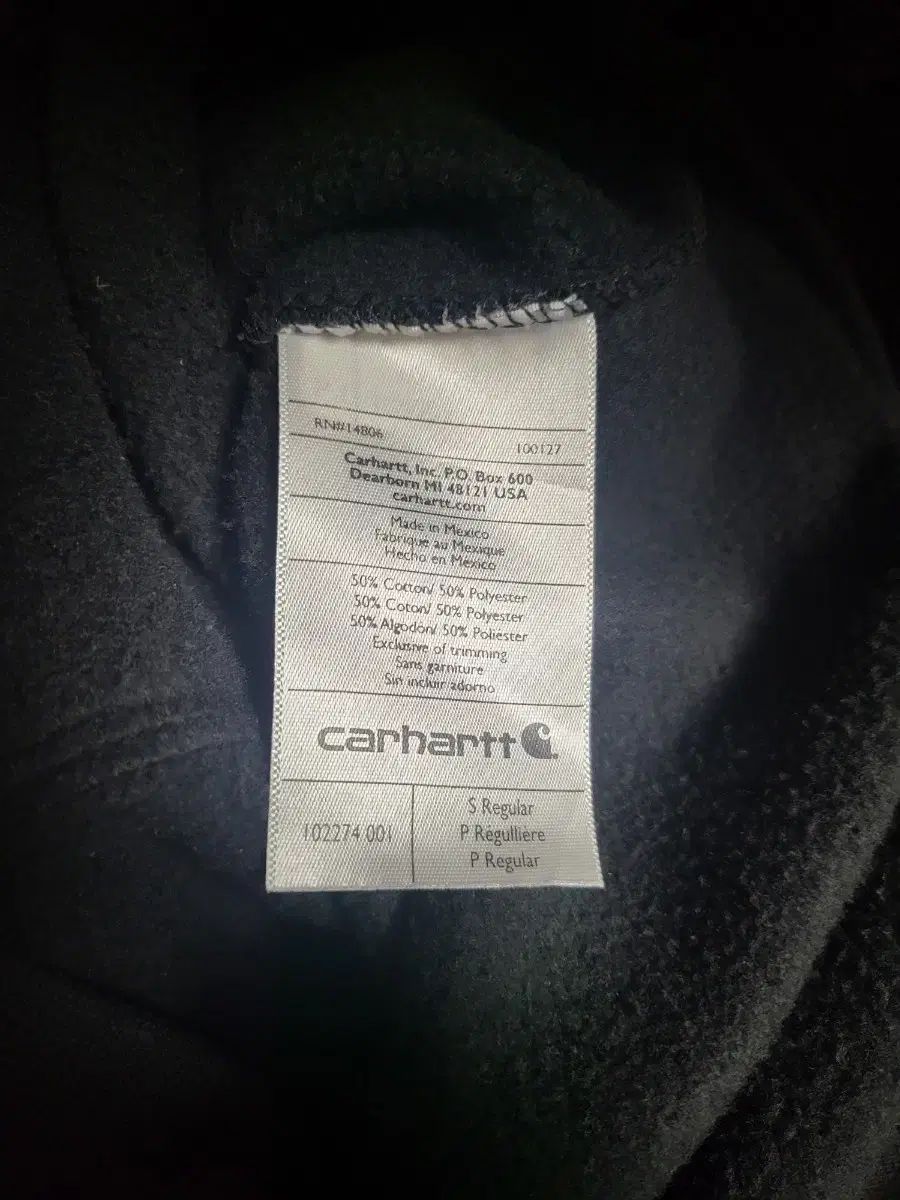 RN#14806 100127
Carhartt, Inc. P.O. Box 600
Dearborn MI 48121 USA
carhartt.com
Made in Mexico
Fabriqué au Mexique
Hecho en Mexico
50% Cotton/ 50% Polyester
50% Coton/ 50% Polyester
50% Algodon/ 50% Poliester
Exclusive of trimming
Sans garniture
Sin incluir adorno
carhartt
102274 001
S Regular
P Regulliere
P Regular